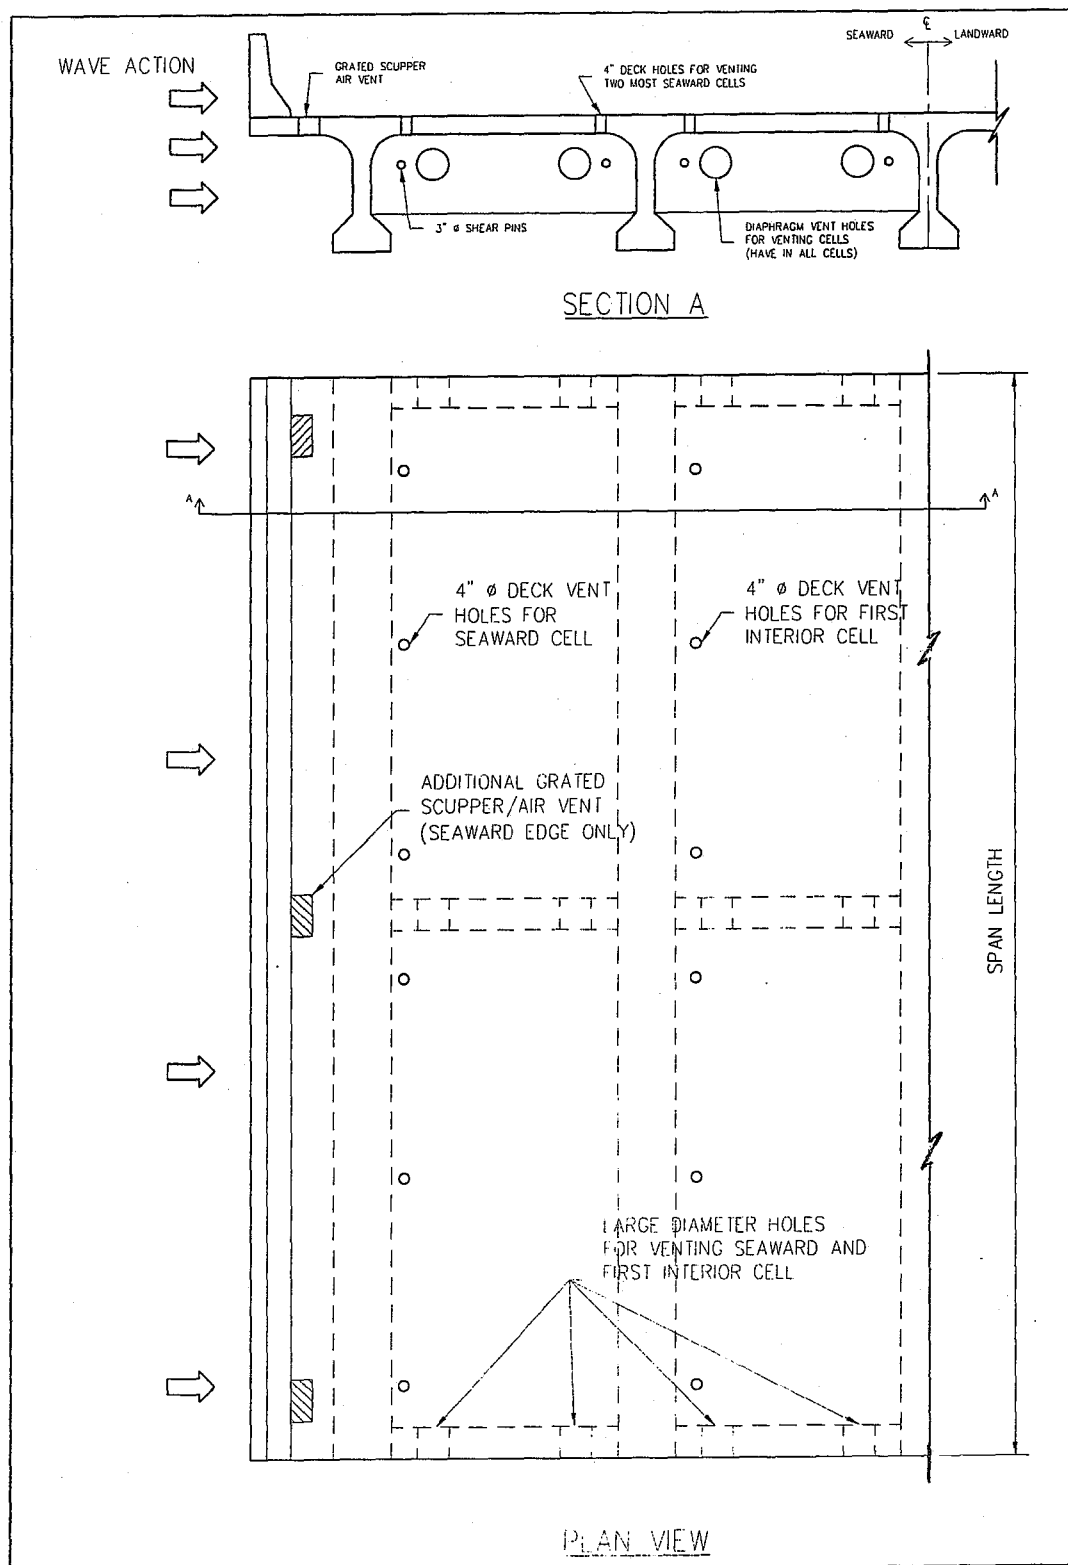 WAVE ACTION
GRATED SCUPPER
AIR VENT
4" DECK HOLES FOR VENTING
TWO MOST SEAWARD CELLS
SEAWARD
℄
LANDWARD
3" ø SHEAR PINS
DIAPHRAGM VENT HOLES
FOR VENTING CELLS
(HAVE IN ALL CELLS)
SECTION A
A
A
4" ø DECK VENT
HOLES FOR
SEAWARD CELL
4" ø DECK VENT
HOLES FOR FIRST
INTERIOR CELL
ADDITIONAL GRATED
SCUPPER/AIR VENT
(SEAWARD EDGE ONLY)
SPAN LENGTH
LARGE DIAMETER HOLES
FOR VENTING SEAWARD AND
FIRST INTERIOR CELL
PLAN VIEW